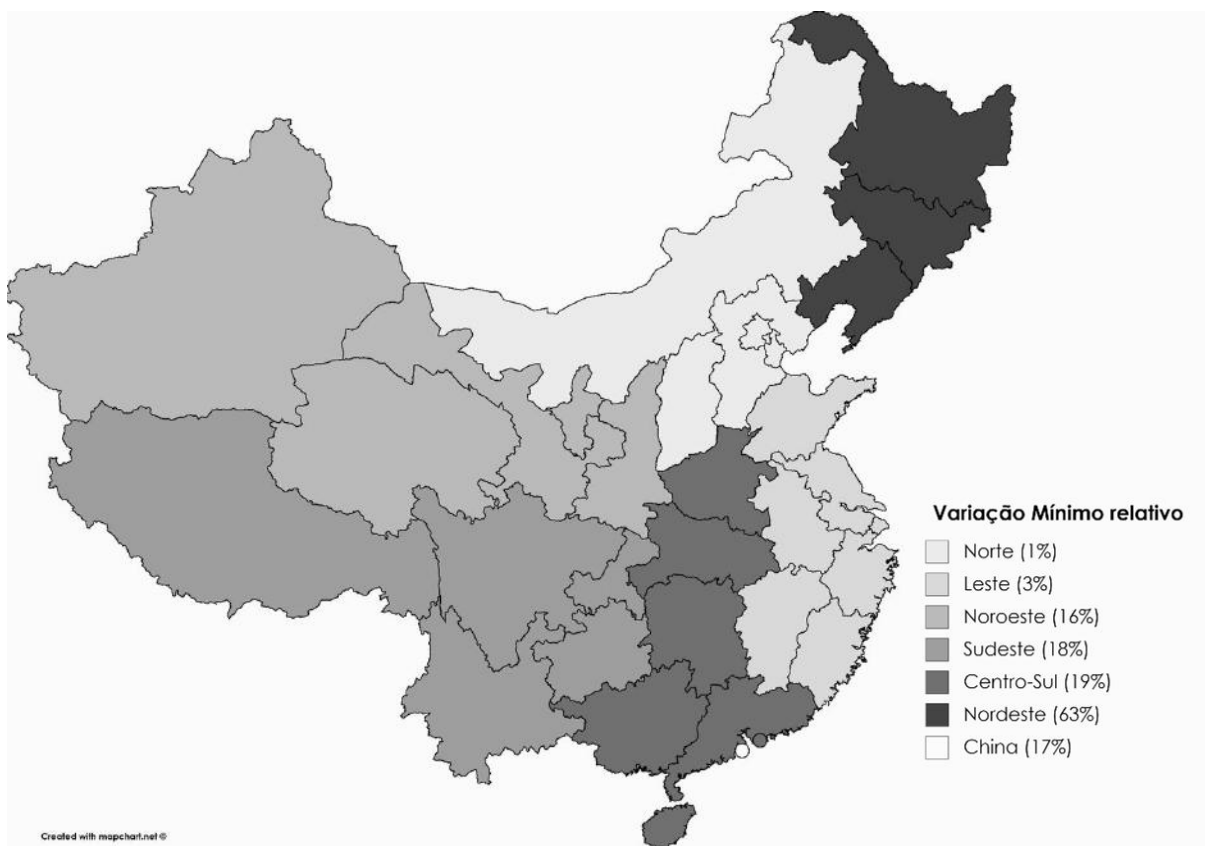 Variação Mínimo relativo
Norte (1%)
Leste (3%)
Noroeste (16%)
Sudeste (18%)
Centro-Sul (19%)
Nordeste (63%)
China (17%)
Created with mapchart.net ©